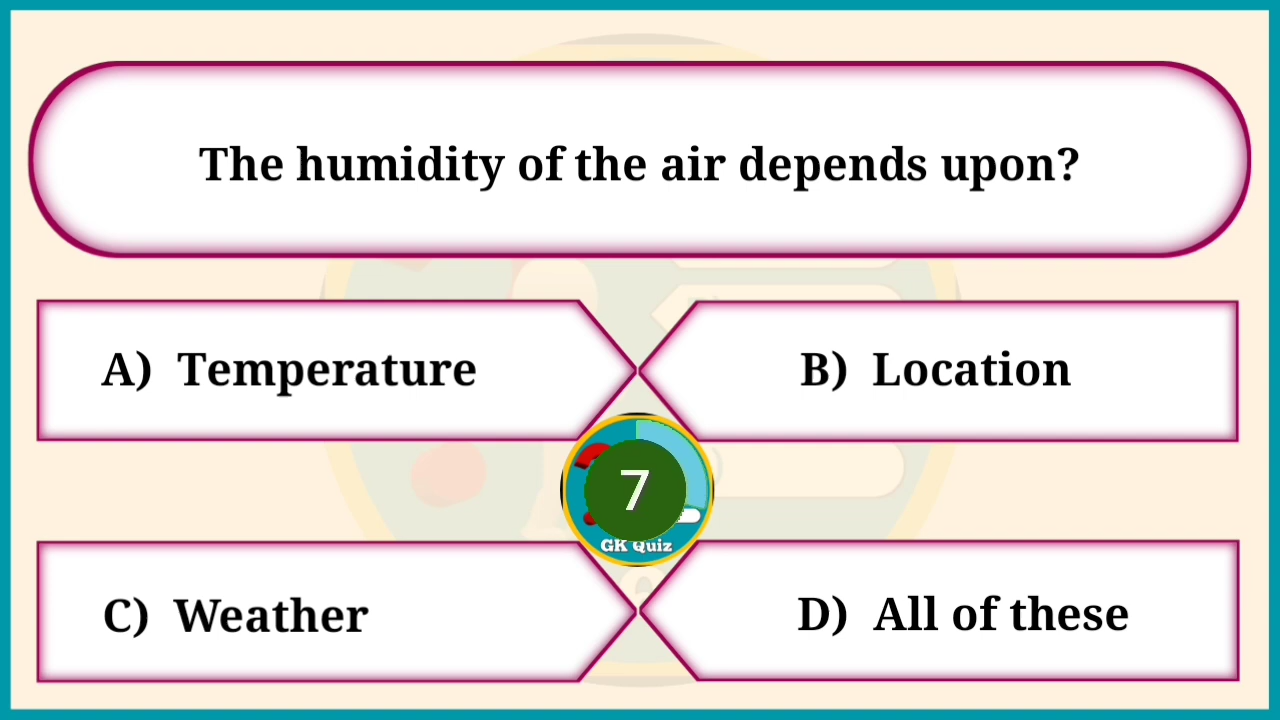 The humidity of the air depends upon?
A) Temperature
B) Location
7
GK Quiz
C) Weather
D) All of these